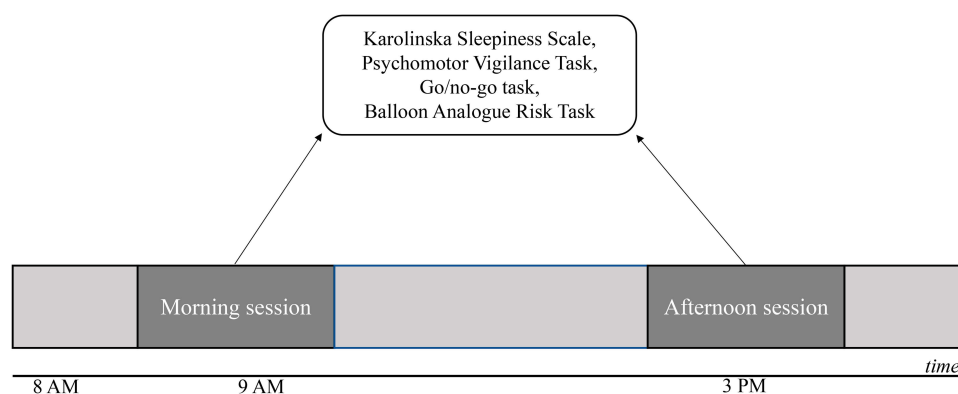 Karolinska Sleepiness Scale,
Psychomotor Vigilance Task,
Go/no-go task,
Balloon Analogue Risk Task
Morning session
Afternoon session
time
8 AM
9 AM
3 PM